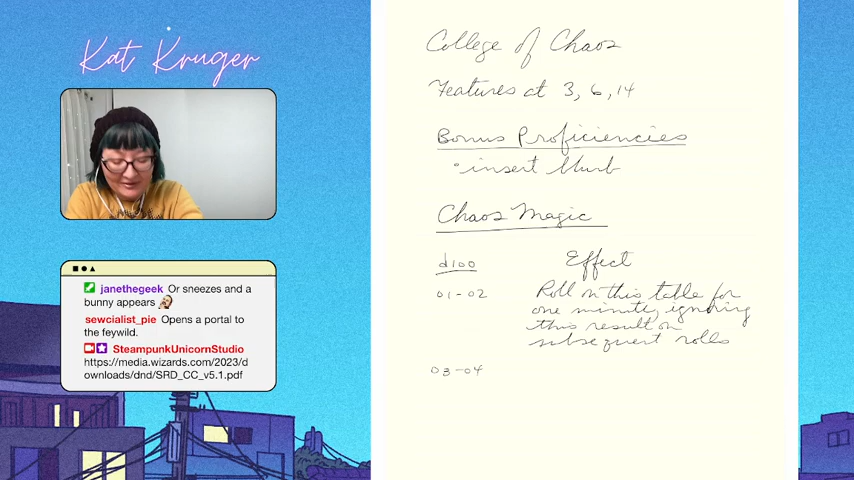 Kat Kruger
janethegeek Or sneezes and a
bunny appears
sewcialist_pie Opens a portal to
the feywild.
SteampunkUnicornStudio
https://media.wizards.com/2023/d
ownloads/dnd/SRD_CC_v5.1.pdf
College of Chaos
Features at 3, 6, 14
Bonus Proficiencies
• insert blurb
Chaos Magic
d100 Effect
01-02 Roll on this table for
one minute, ignoring
this result on
subsequent rolls
03-04